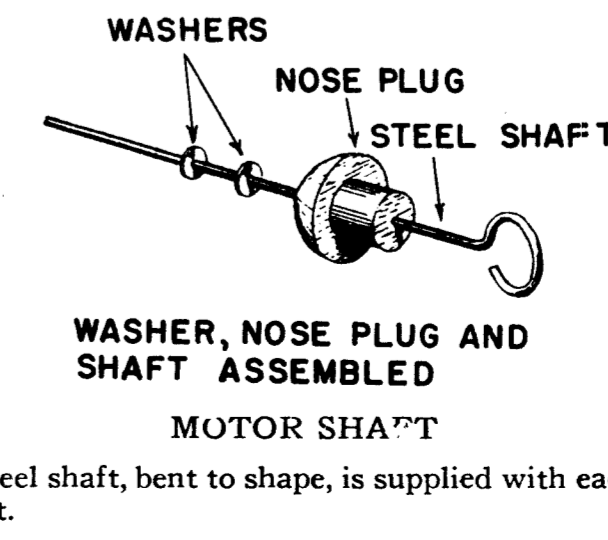 WASHERS
NOSE PLUG
STEEL SHAFT
WASHER, NOSE PLUG AND
SHAFT ASSEMBLED
MOTOR SHAFT
eel shaft, bent to shape, is supplied with ea
t.